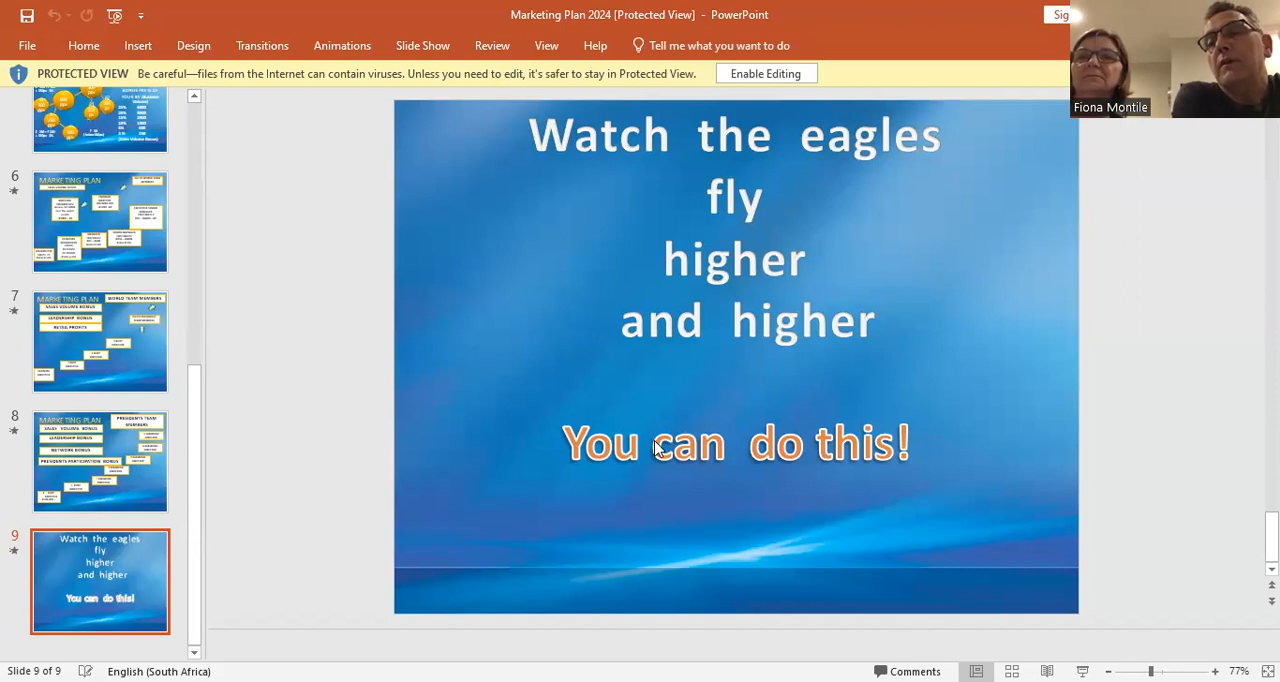 Marketing Plan 2024 [Protected View] - PowerPoint
Sig
File Home Insert Design Transitions Animations Slide Show Review View Help Tell me what you want to do
PROTECTED VIEW Be careful—files from the Internet can contain viruses. Unless you need to edit, it's safer to stay in Protected View. Enable Editing
Fiona Montile
Watch the eagles
fly
higher
and higher
You can do this!
6
MARKETING PLAN
7
MARKETING PLAN
WORLD TEAM MEMBERS
SALES VOLUME BONUS
LEADERSHIP BONUS
RETAIL PROFITS
8
MARKETING PLAN
PRESIDENTS TEAM
MEMBERS
SALES VOLUME BONUS
LEADERSHIP BONUS
NETWORK BONUS
PRESIDENTS PARTICIPATION BONUS
9
Watch the eagles
fly
higher
and higher
You can do this!
Slide 9 of 9 English (South Africa) Comments 77%